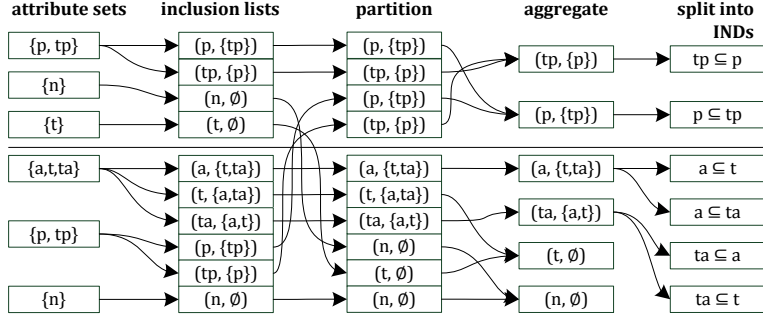 attribute sets inclusion lists partition aggregate split into INDs
{p, tp} (p, {tp}) (p, {tp})
(tp, {p}) tp ⊆ p
{n} (tp, {p}) (tp, {p})
(n, Ø) (p, {tp})
(p, {tp}) p ⊆ tp
{t} (t, Ø) (tp, {p})
{a,t,ta} (a, {t,ta}) (a, {t,ta}) (a, {t,ta}) a ⊆ t
(t, {a,ta}) (t, {a,ta})
(ta, {a,t}) a ⊆ ta
(ta, {a,t}) (ta, {a,t})
{p, tp} (p, {tp}) (n, Ø)
(t, Ø) ta ⊆ a
(tp, {p}) (t, Ø)
{n} (n, Ø) (n, Ø) (n, Ø) ta ⊆ t